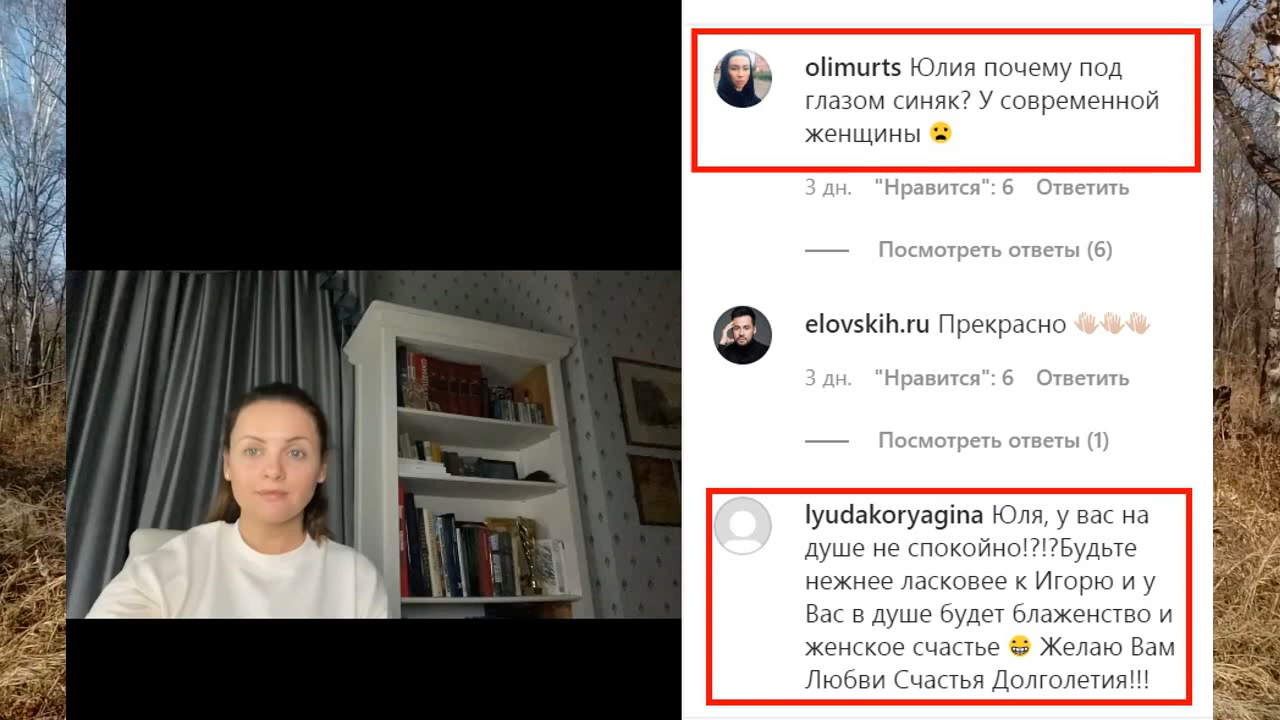 olimurts Юлия почему под
глазом синяк? У современной
женщины 😦
3 дн. "Нравится": 6 Ответить
Посмотреть ответы (6)
elovskih.ru Прекрасно 👏🏻👏🏻👏🏻
3 дн. "Нравится": 6 Ответить
Посмотреть ответы (1)
lyudakoryagina Юля, у вас на
душе не спокойно!?!?Будьте
нежнее ласковее к Игорю и у
Вас в душе будет блаженство и
женское счастье 😁 Желаю Вам
Любви Счастья Долголетия!!!